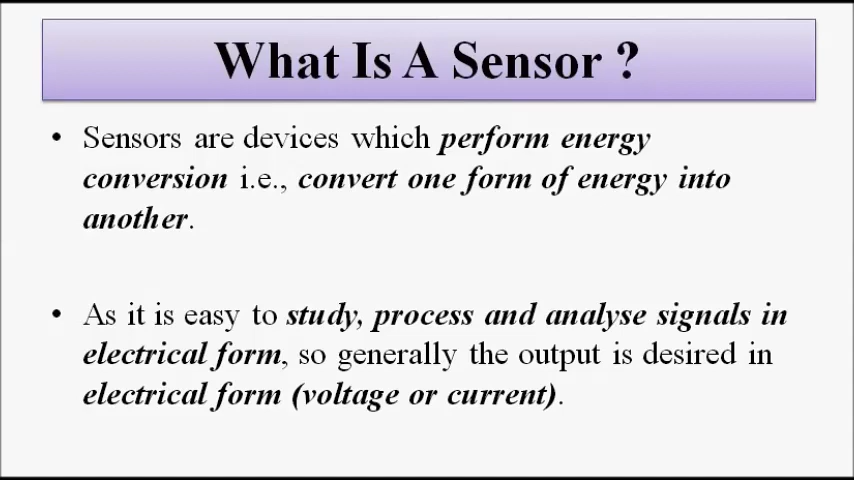 What Is A Sensor ?
• Sensors are devices which perform energy
conversion i.e., convert one form of energy into
another.
• As it is easy to study, process and analyse signals in
electrical form, so generally the output is desired in
electrical form (voltage or current).